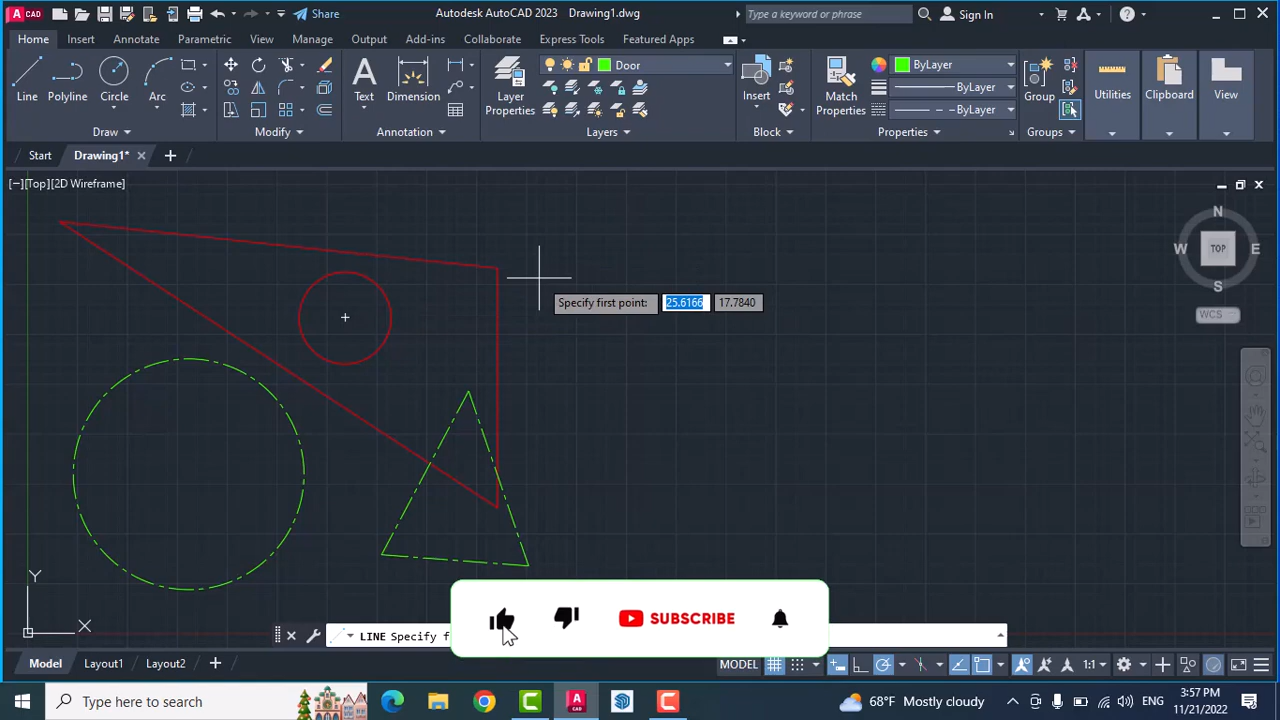 CAD
Share
Autodesk AutoCAD 2023 Drawing1.dwg
Type a keyword or phrase
Sign In
Home Insert Annotate Parametric View Manage Output Add-ins Collaborate Express Tools Featured Apps
Line Polyline Circle Arc
Text Dimension
Layer Properties
Door
Insert
Match Properties
ByLayer
ByLayer
ByLayer
Group
Utilities
Clipboard
View
Draw Modify Annotation Layers Block Properties Groups
Start Drawing1*
[−][Top][2D Wireframe]
N
W TOP E
S
WCS
Specify first point: 25.6166 17.7840
Y
X
SUBSCRIBE
LINE Specify f
Model Layout1 Layout2
MODEL
1:1
Type here to search
CAD
68°F Mostly cloudy
ENG
3:57 PM
11/21/2022